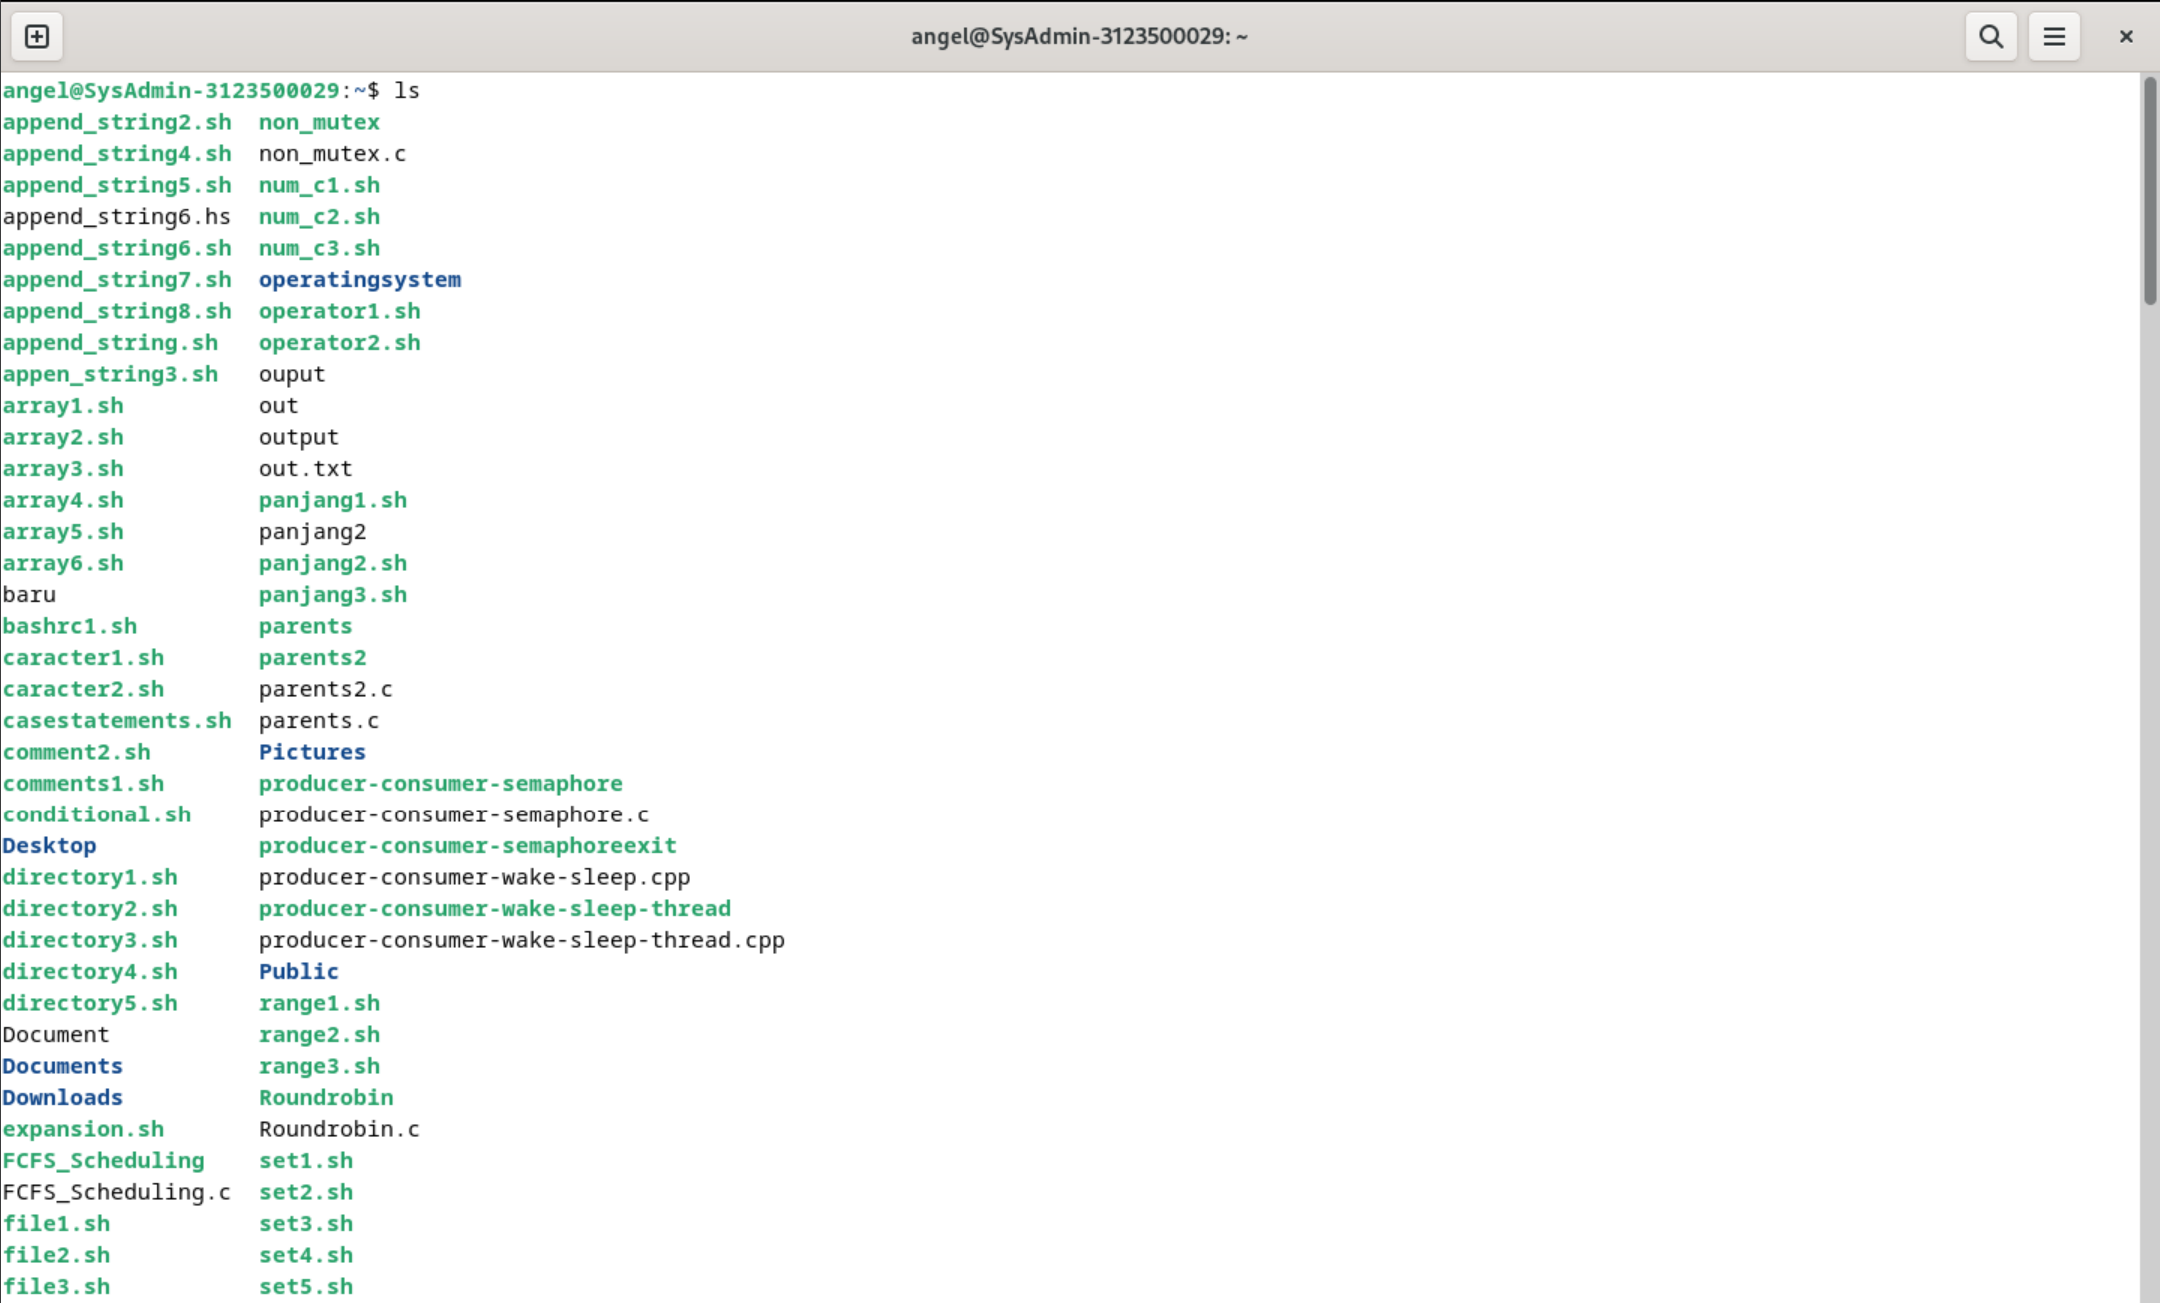 angel@SysAdmin-3123500029: ~
angel@SysAdmin-3123500029:~$ ls
append_string2.sh  non_mutex
append_string4.sh  non_mutex.c
append_string5.sh  num_c1.sh
append_string6.hs  num_c2.sh
append_string6.sh  num_c3.sh
append_string7.sh  operatingsystem
append_string8.sh  operator1.sh
append_string.sh   operator2.sh
appen_string3.sh   ouput
array1.sh          out
array2.sh          output
array3.sh          out.txt
array4.sh          panjang1.sh
array5.sh          panjang2
array6.sh          panjang2.sh
baru               panjang3.sh
bashrc1.sh         parents
caracter1.sh       parents2
caracter2.sh       parents2.c
casestatements.sh  parents.c
comment2.sh        Pictures
comments1.sh       producer-consumer-semaphore
conditional.sh     producer-consumer-semaphore.c
Desktop            producer-consumer-semaphoreexit
directory1.sh      producer-consumer-wake-sleep.cpp
directory2.sh      producer-consumer-wake-sleep-thread
directory3.sh      producer-consumer-wake-sleep-thread.cpp
directory4.sh      Public
directory5.sh      range1.sh
Document           range2.sh
Documents          range3.sh
Downloads          Roundrobin
expansion.sh       Roundrobin.c
FCFS_Scheduling    set1.sh
FCFS_Scheduling.c  set2.sh
file1.sh           set3.sh
file2.sh           set4.sh
file3.sh           set5.sh